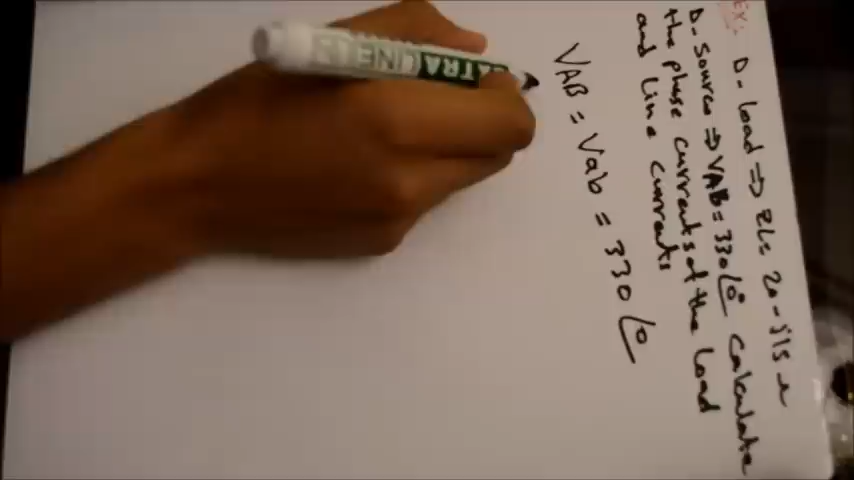 EX:
D-load => ZL= 20-j15 Ω
D-Source => VAB=330∠0° Calculate
the phase currents of the load
and line currents
VAB = Vab = 330∠0
EXTRALINE